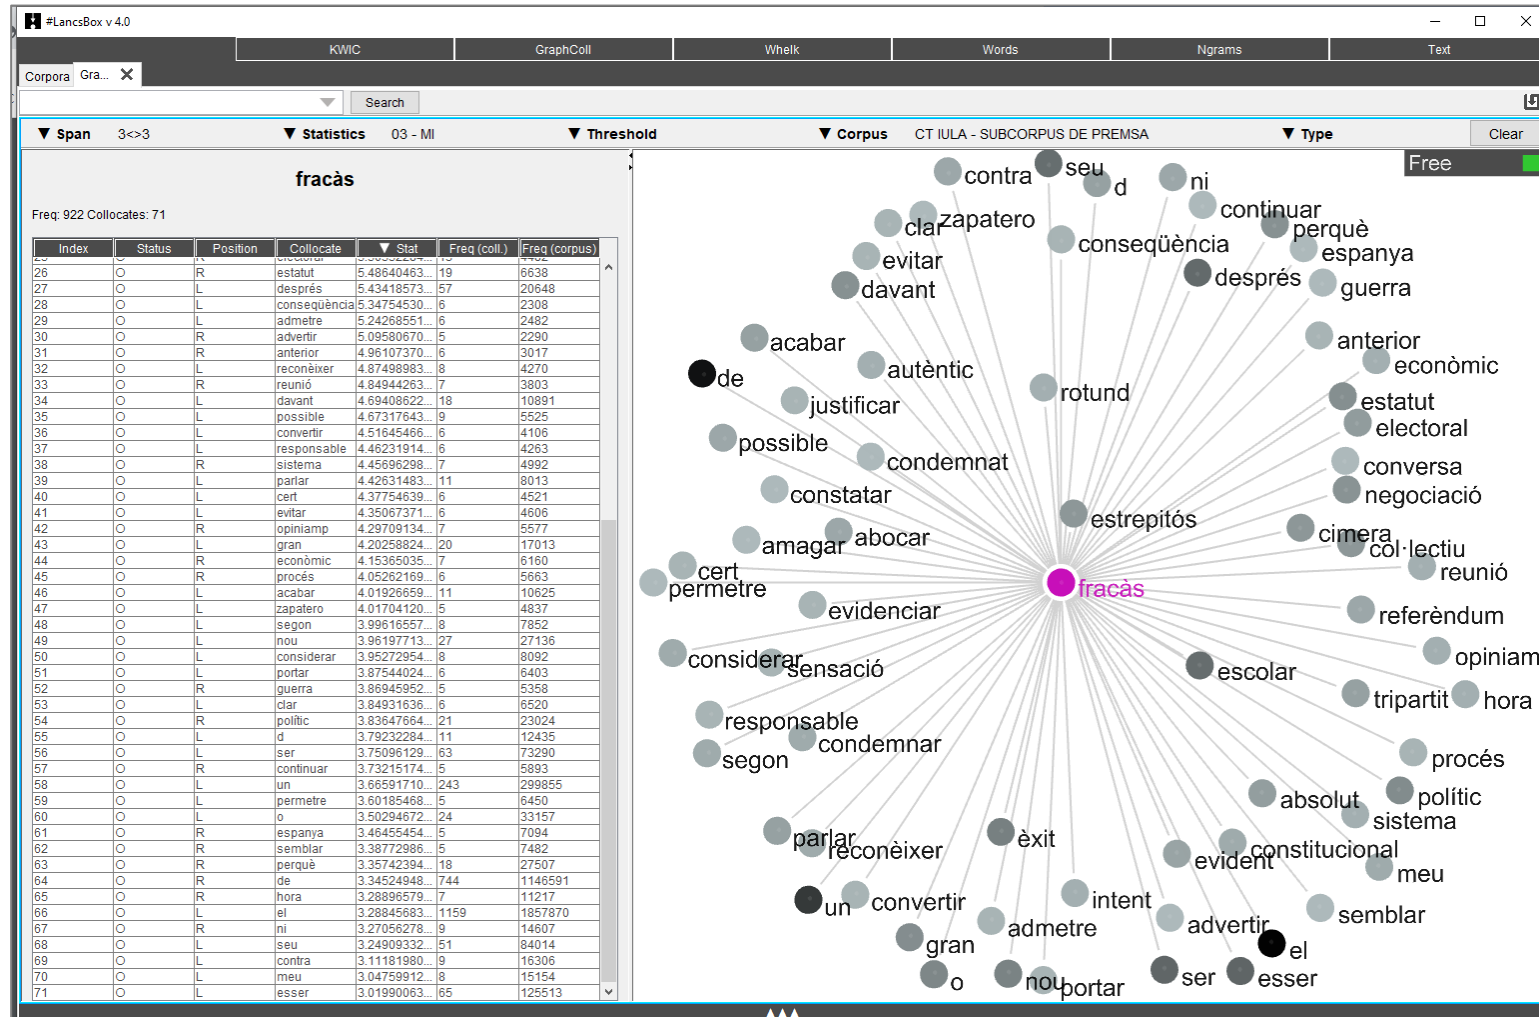 #LancsBox v 4.0
KWIC GraphColl Whelk Words Ngrams Text
Corpora Gra...
Search
▼ Span 3<>3 ▼ Statistics 03 - MI ▼ Threshold ▼ Corpus CT IULA - SUBCORPUS DE PREMSA ▼ Type Clear
fracàs
Freq: 922 Collocates: 71
Index Status Position Collocate ▼ Stat Freq (coll.) Freq (corpus)
26 O R estatut 5.48640463... 19 6638
27 O L després 5.43418573... 57 20648
28 O L conseqüència 5.34754530... 6 2308
29 O L admetre 5.24268551... 6 2482
30 O R advertir 5.09580670... 5 2290
31 O R anterior 4.96107370... 6 3017
32 O L reconèixer 4.87498983... 8 4270
33 O R reunió 4.84944263... 7 3803
34 O L davant 4.69408622... 18 10891
35 O L possible 4.67317643... 9 5525
36 O L convertir 4.51645466... 6 4106
37 O L responsable 4.46231914... 6 4263
38 O R sistema 4.45696298... 7 4992
39 O L parlar 4.42631483... 11 8013
40 O L cert 4.37754639... 6 4521
41 O L evitar 4.35067371... 6 4606
42 O R opiniamp 4.29709134... 7 5577
43 O L gran 4.20258824... 20 17013
44 O R econòmic 4.15365035... 7 6160
45 O R procés 4.05262169... 6 5663
46 O L acabar 4.01926659... 11 10625
47 O L zapatero 4.01704120... 5 4837
48 O L segon 3.99616557... 8 7852
49 O L nou 3.96197713... 27 27136
50 O L considerar 3.95272954... 8 8092
51 O L portar 3.87544024... 6 6403
52 O R guerra 3.86945952... 5 5358
53 O L clar 3.84931636... 6 6520
54 O R polític 3.83647664... 21 23024
55 O L d 3.79232284... 11 12435
56 O L ser 3.75096129... 63 73290
57 O R continuar 3.73215174... 5 5893
58 O L un 3.66591710... 243 299855
59 O L permetre 3.60185468... 5 6450
60 O L o 3.50294672... 24 33157
61 O R espanya 3.46455454... 5 7094
62 O R semblar 3.38772986... 5 7482
63 O R perquè 3.35742394... 18 27507
64 O R de 3.34524948... 744 1146591
65 O R hora 3.28896579... 7 11217
66 O L el 3.28845683... 1159 1857870
67 O R ni 3.27056278... 9 14607
68 O L seu 3.24909332... 51 84014
69 O L contra 3.11181980... 9 16306
70 O L meu 3.04759912... 8 15154
71 O L esser 3.01990063... 65 125513
Free
contra
seu
d
ni
zapatero
continuar
clar
perquè
conseqüència
espanya
evitar
després
davant
guerra
acabar
anterior
econòmic
de
autèntic
rotund
justificar
estatut
electoral
possible
condemnat
conversa
constatar
negociació
estrepitós
abocar
amagar
cimera
col·lectiu
cert
reunió
permetre
fracàs
evidenciar
referèndum
considerar
sensació
escolar
opiniam
tripartit
hora
responsable
condemnar
segon
procés
absolut
polític
sistema
parlar
reconèixer
èxit
evident
constitucional
meu
un
convertir
intent
semblar
admetre
advertir
gran
el
o
nou
portar
ser
esser